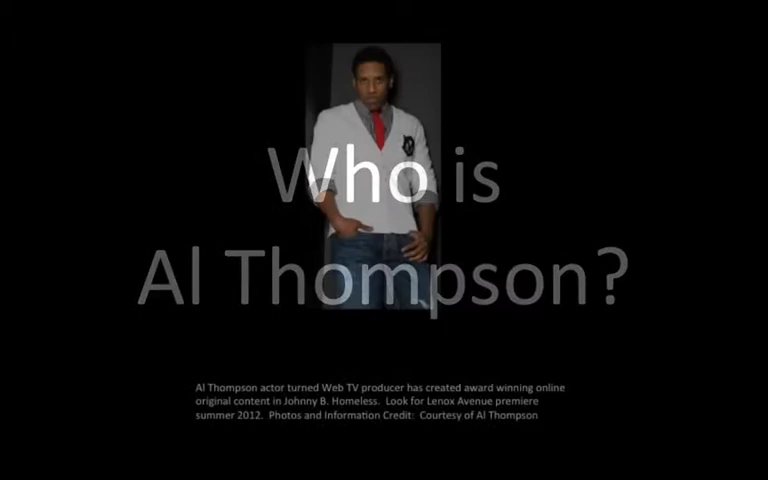 Who is
Al Thompson?
Al Thompson actor turned Web TV producer has created award winning online
original content in Johnny B. Homeless.  Look for Lenox Avenue premiere
summer 2012.  Photos and Information Credit:  Courtesy of Al Thompson